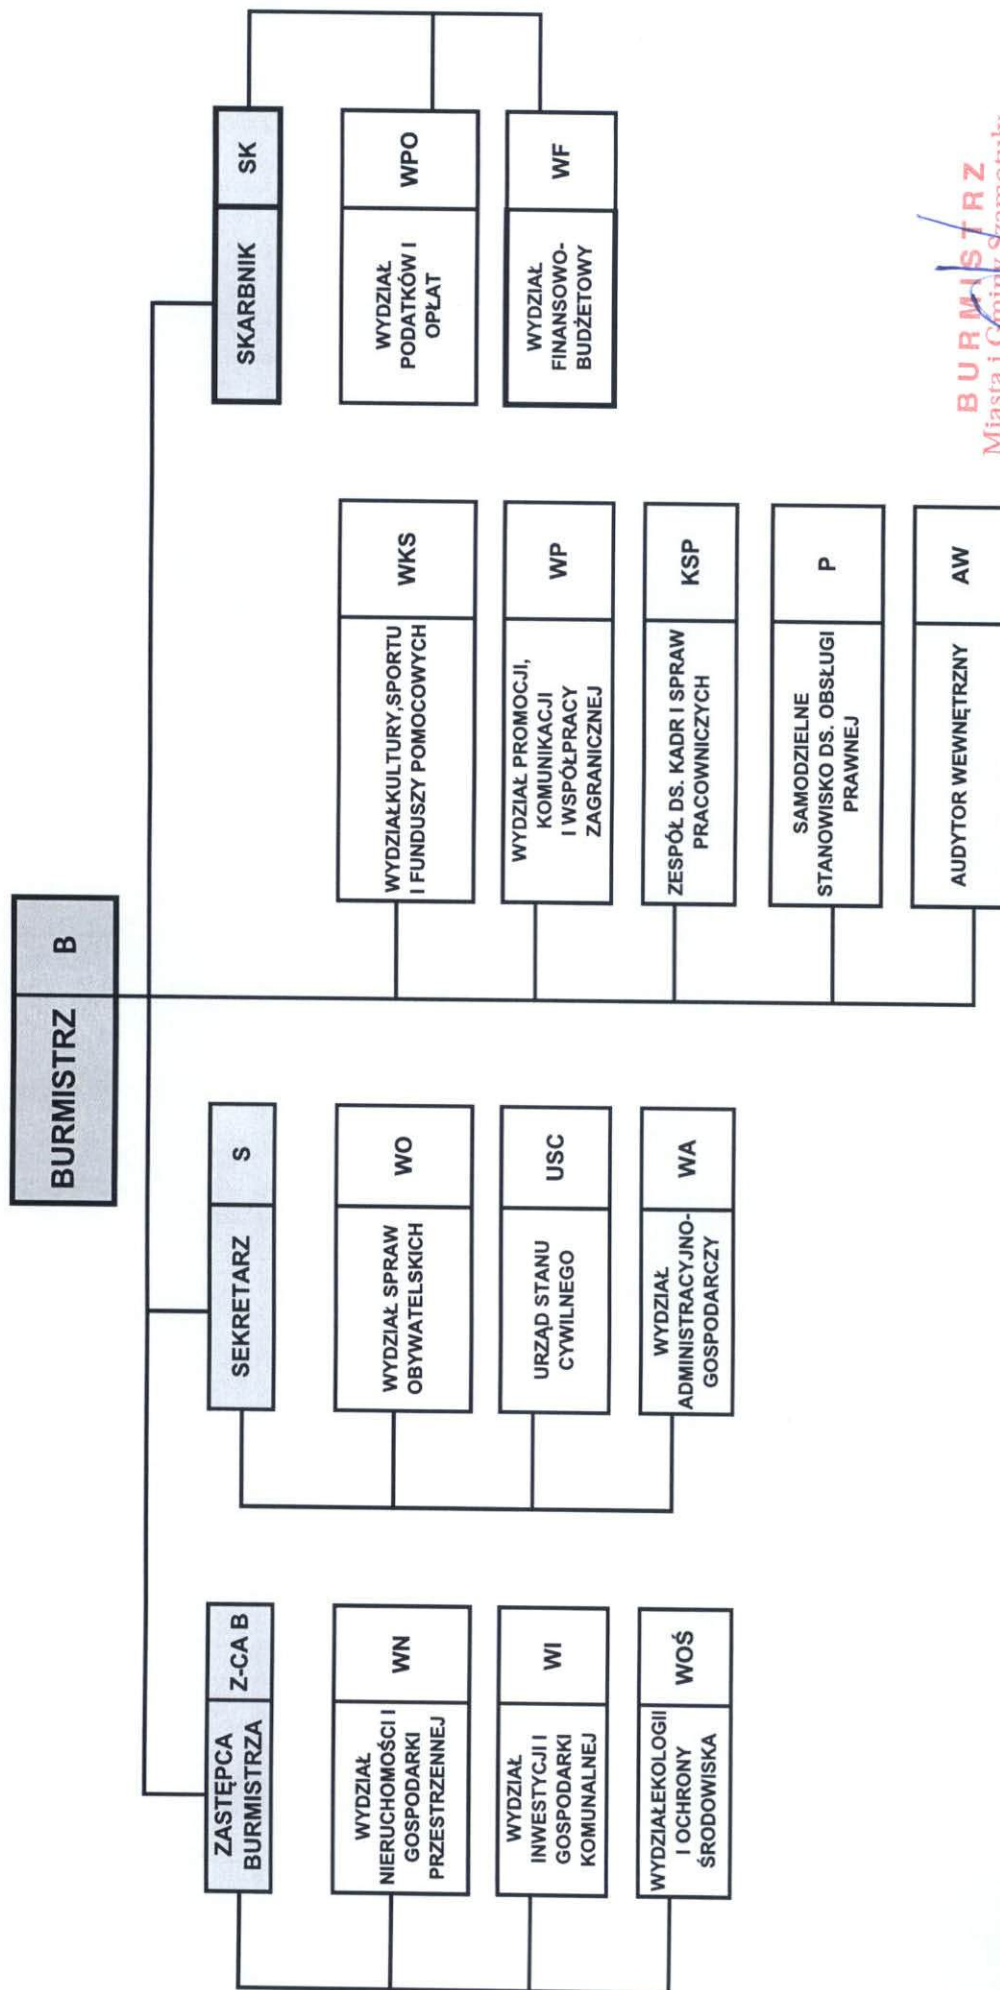 BURMISTRZ B
ZASTĘPCA
BURMISTRZA
Z-CA B
WYDZIAŁ
NIERUCHOMOŚCI I
GOSPODARKI
PRZESTRZENNEJ
WN
WYDZIAŁ
INWESTYCJI I
GOSPODARKI
KOMUNALNEJ
WI
WYDZIAŁEKOLOGII
I OCHRONY
ŚRODOWISKA
WOŚ
SEKRETARZ S
WYDZIAŁ SPRAW
OBYWATELSKICH
WO
URZĄD STANU
CYWILNEGO
USC
WYDZIAŁ
ADMINISTRACYJNO-
GOSPODARCZY
WA
WYDZIAŁKULTURY,SPORTU
I FUNDUSZY POMOCOWYCH
WKS
WYDZIAŁ PROMOCJI,
KOMUNIKACJI
I WSPÓŁPRACY
ZAGRANICZNEJ
WP
ZESPÓŁ DS. KADR I SPRAW
PRACOWNICZYCH
KSP
SAMODZIELNE
STANOWISKO DS. OBSŁUGI
PRAWNEJ
P
AUDYTOR WEWNĘTRZNY
AW
SKARBNIK SK
WYDZIAŁ
PODATKÓW I
OPŁAT
WPO
WYDZIAŁ
FINANSOWO-
BUDŻETOWY
WF
BURMISTRZ
Miasta i Gminy Szamotuły